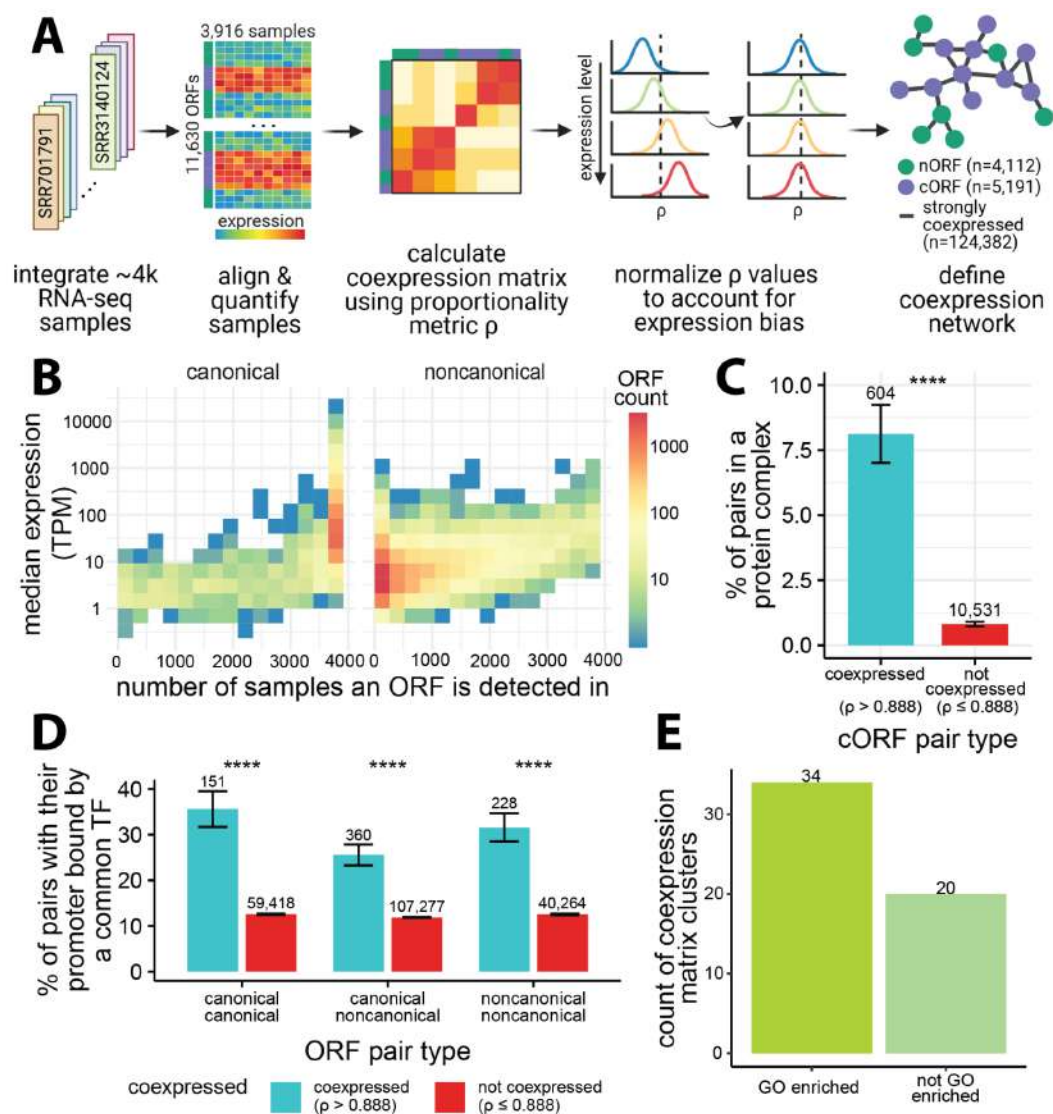 A
3,916 samples
11,630 ORFs
SRR701791
SRR3140124
. . .
. . .
expression
expression level
ρ
ρ
nORF (n=4,112)
cORF (n=5,191)
strongly
coexpressed
(n=124,382)
integrate ~4k
RNA-seq
samples
align &
quantify
samples
calculate
coexpression matrix
using proportionality
metric ρ
normalize ρ values
to account for
expression bias
define
coexpression
network
B
canonical
noncanonical
ORF
count
1000
100
10
median expression
(TPM)
10000
1000
100
10
1
0 1000 2000 3000 4000
0 1000 2000 3000 4000
number of samples an ORF is detected in
C
% of pairs in a
protein complex
10.0
7.5
5.0
2.5
0.0
****
604
10,531
coexpressed
(ρ > 0.888)
not
coexpressed
(ρ ≤ 0.888)
cORF pair type
D
% of pairs with their
promoter bound by
a common TF
40
30
20
10
0
**** **** ****
151
59,418
360
107,277
228
40,264
canonical
canonical
canonical
noncanonical
noncanonical
noncanonical
ORF pair type
coexpressed
coexpressed
(ρ > 0.888)
not coexpressed
(ρ ≤ 0.888)
E
count of coexpression
matrix clusters
30
20
10
0
34
20
GO enriched
not GO
enriched